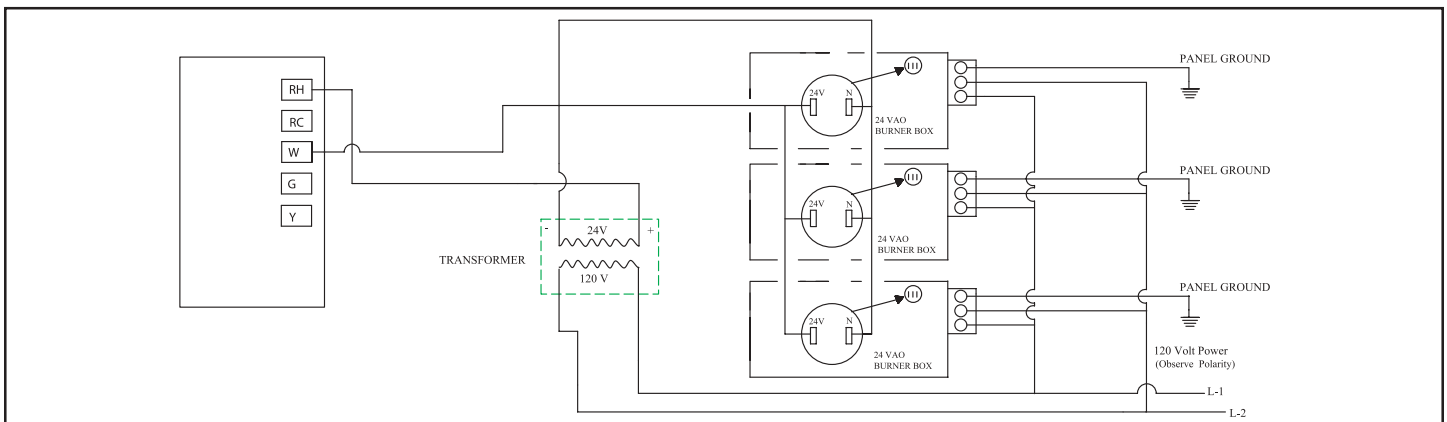 RH
RC
W
G
Y
TRANSFORMER
-
24V
+
120 V
24V N
24 VAO
BURNER BOX
PANEL GROUND
24V N
24 VAO
BURNER BOX
PANEL GROUND
24V N
24 VAO
BURNER BOX
PANEL GROUND
120 Volt Power
(Observe Polarity)
L-1
L-2